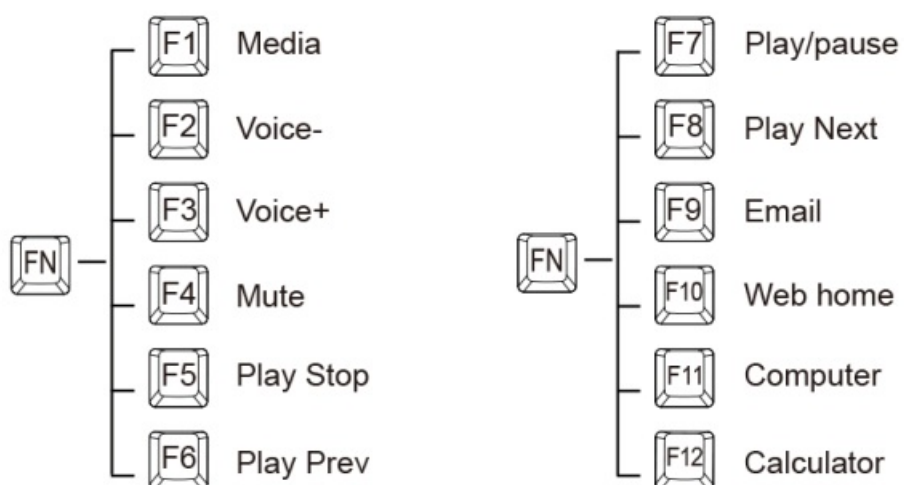 F1 Media
F2 Voice-
F3 Voice+
FN
F4 Mute
F5 Play Stop
F6 Play Prev
F7 Play/pause
F8 Play Next
F9 Email
FN
F10 Web home
F11 Computer
F12 Calculator